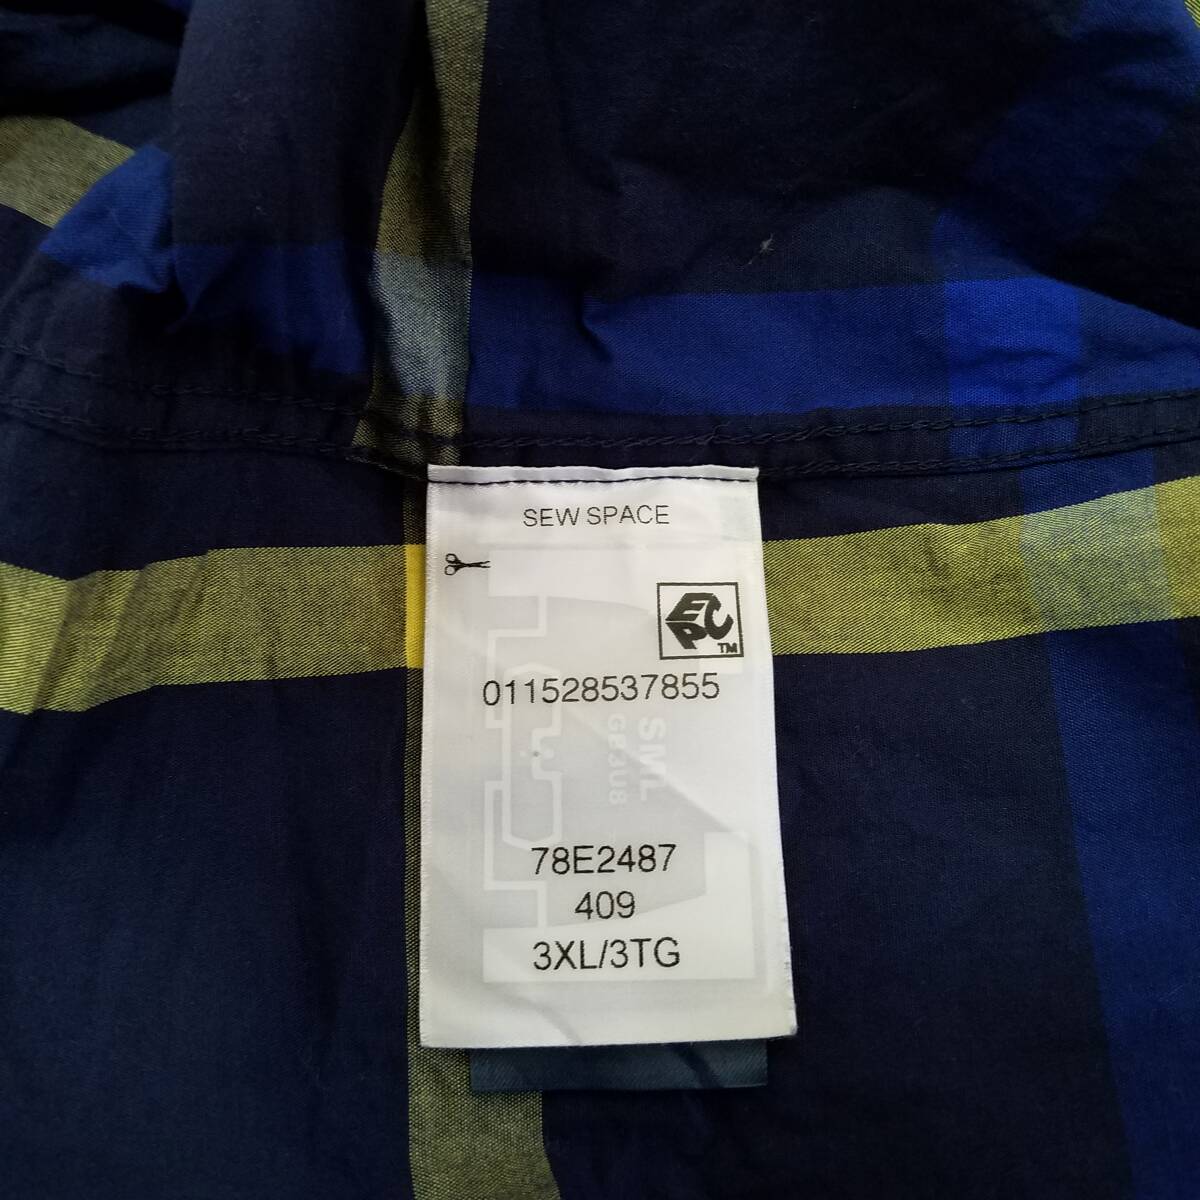 SEW SPACE
EPC
TM
011528537855
SML
GB3U8
78E2487
409
3XL/3TG